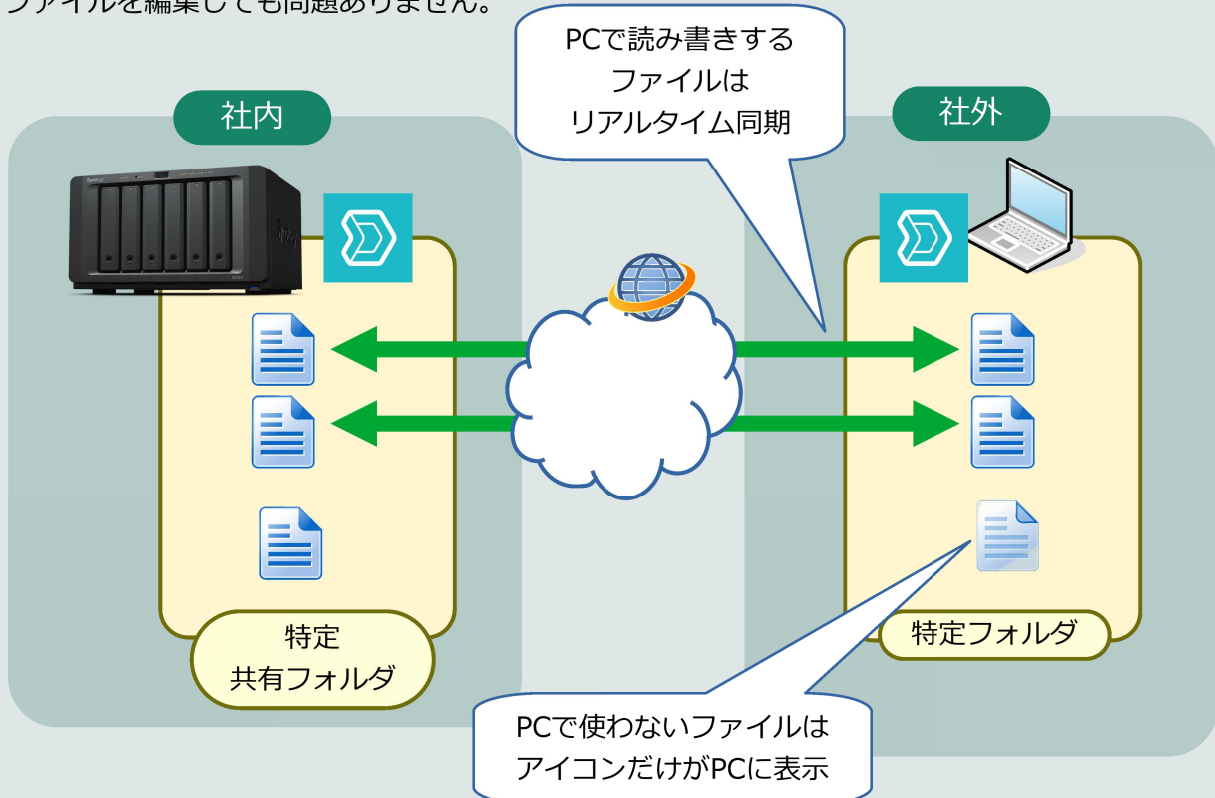 ファイルを編集しても問題ありません。
PCで読み書きする
ファイルは
リアルタイム同期
社内
社外
Synology
特定
共有フォルダ
特定フォルダ
PCで使わないファイルは
アイコンだけがPCに表示